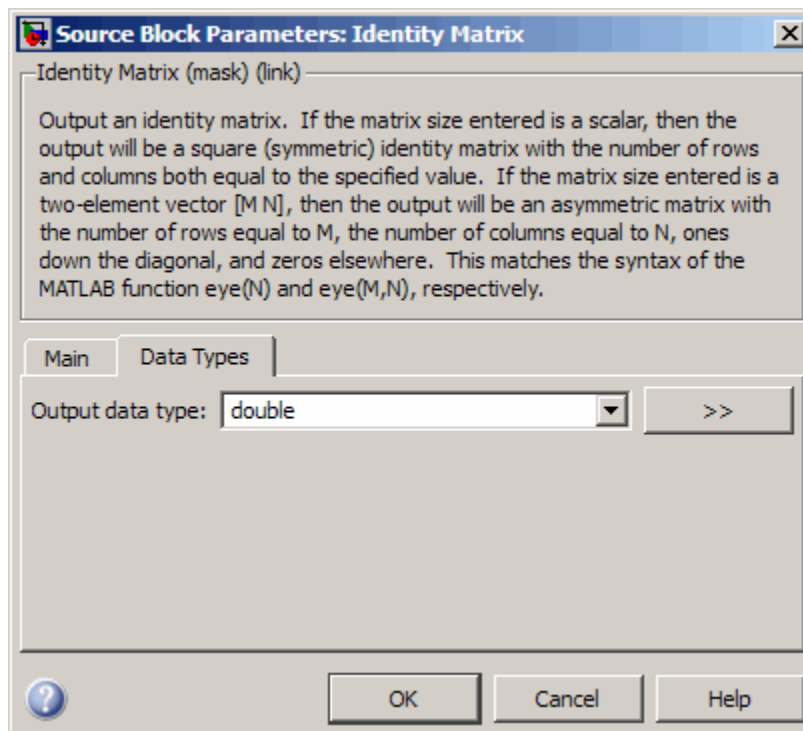 Source Block Parameters: Identity Matrix
Identity Matrix (mask) (link)
Output an identity matrix. If the matrix size entered is a scalar, then the
output will be a square (symmetric) identity matrix with the number of rows
and columns both equal to the specified value. If the matrix size entered is a
two-element vector [M N], then the output will be an asymmetric matrix with
the number of rows equal to M, the number of columns equal to N, ones
down the diagonal, and zeros elsewhere. This matches the syntax of the
MATLAB function eye(N) and eye(M,N), respectively.
Main Data Types
Output data type: double >>
OK Cancel Help